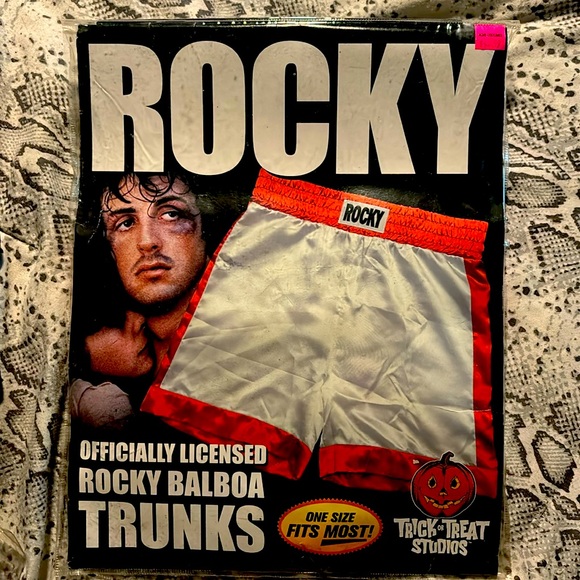 ROCKY
ROCKY
OFFICIALLY LICENSED
ROCKY BALBOA
TRUNKS
ONE SIZE
FITS MOST!
TRICK OR TREAT
STUDIOS